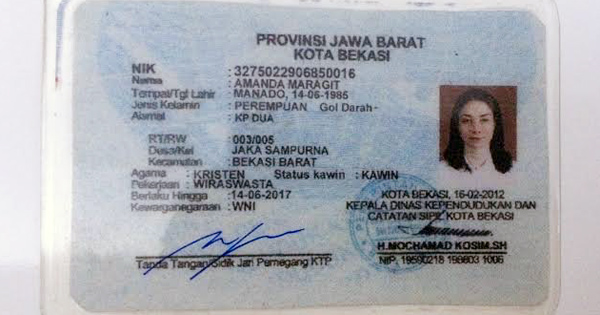 PROVINSI JAWA BARAT
KOTA BEKASI
NIK : 3275022906850016
Nama : AMANDA MARAGIT
Tempat/Tgl Lahir : MANADO, 14-06-1985
Jenis Kelamin : PEREMPUAN Gol Darah-
Alamat : KP DUA
RT/RW : 003/005
Desa/Kel JAKA SAMPURNA
Kecamatan : BEKASI BARAT
Agama : KRISTEN Status kawin : KAWIN
Pekerjaan : WIRASWASTA
Berlaku Hingga :14-06-2017
Kewarganegaraan :WNI
KOTA BEKASI, 16-02-2012
KEPALA DINAS KEPENDUDUKAN DAN
CATATAN SIPIL KOTA BEKASI
H.MOCHAMAD KOSIM.SH
NIP. 19590218 198803 1006
Tanda Tangan/Sidik Jari Pemegang KTP